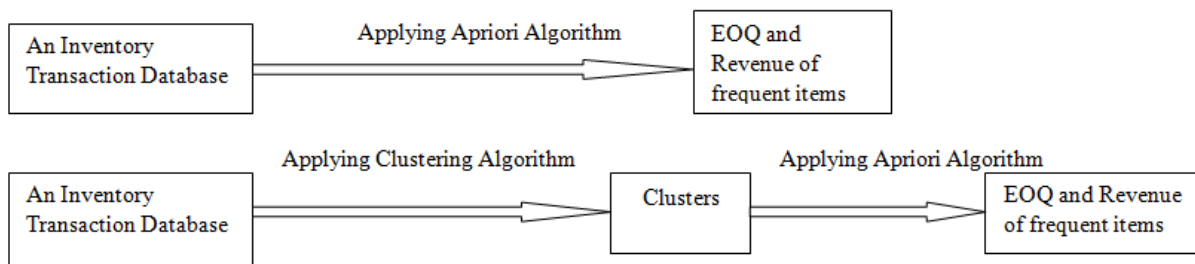 An Inventory
Transaction Database
Applying Apriori Algorithm
EOQ and
Revenue of
frequent items
An Inventory
Transaction Database
Applying Clustering Algorithm
Clusters
Applying Apriori Algorithm
EOQ and Revenue
of frequent items